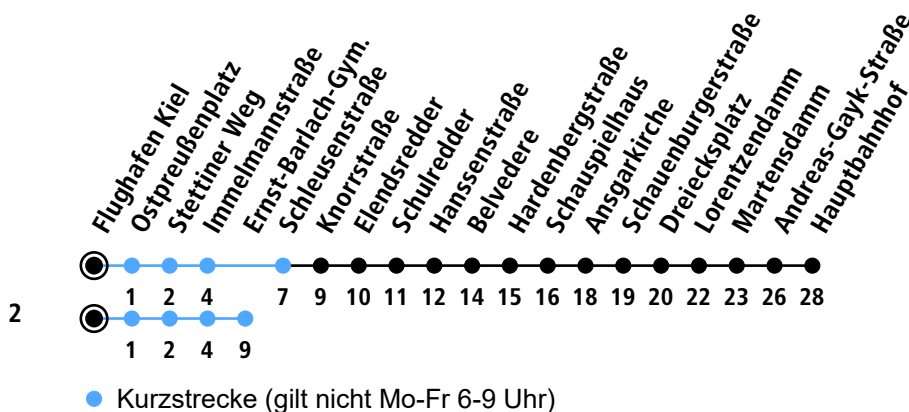 Flughafen Kiel
Ostpreußenplatz
Stettiner Weg
Immelmannstraße
Ernst-Barlach-Gym.
Schleusenstraße
Knorrstraße
Elendsredder
Schulredder
Hanssenstraße
Belvedere
Hardenbergstraße
Schauspielhaus
Ansgarkirche
Schauenburgerstraße
Dreiecksplatz
Lorentzendamm
Martensdamm
Andreas-Gayk-Straße
Hauptbahnhof
1 2 4 7 9 10 11 12 14 15 16 18 19 20 22 23 26 28
2
1 2 4 9
Kurzstrecke (gilt nicht Mo-Fr 6-9 Uhr)